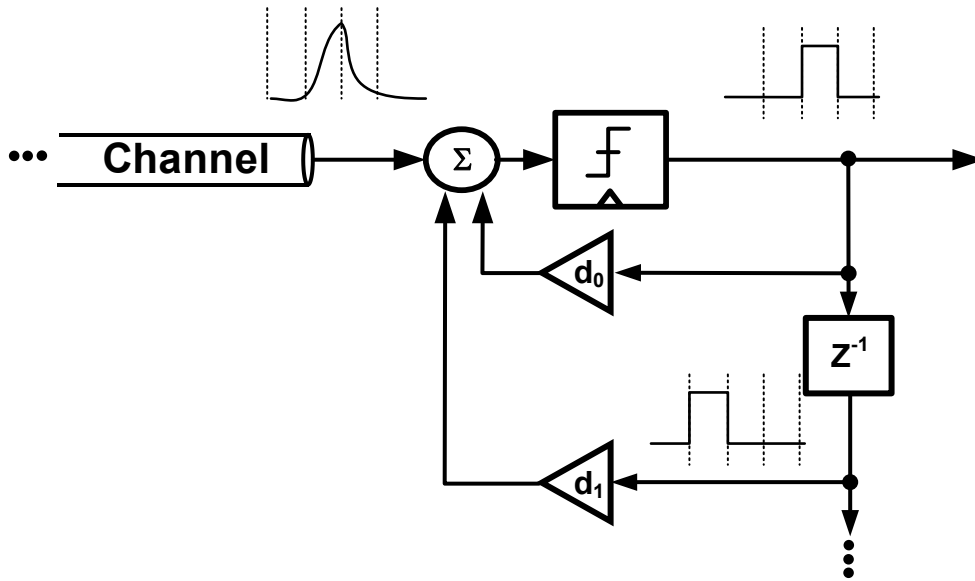 Channel
Σ
d₀
Z⁻¹
d₁